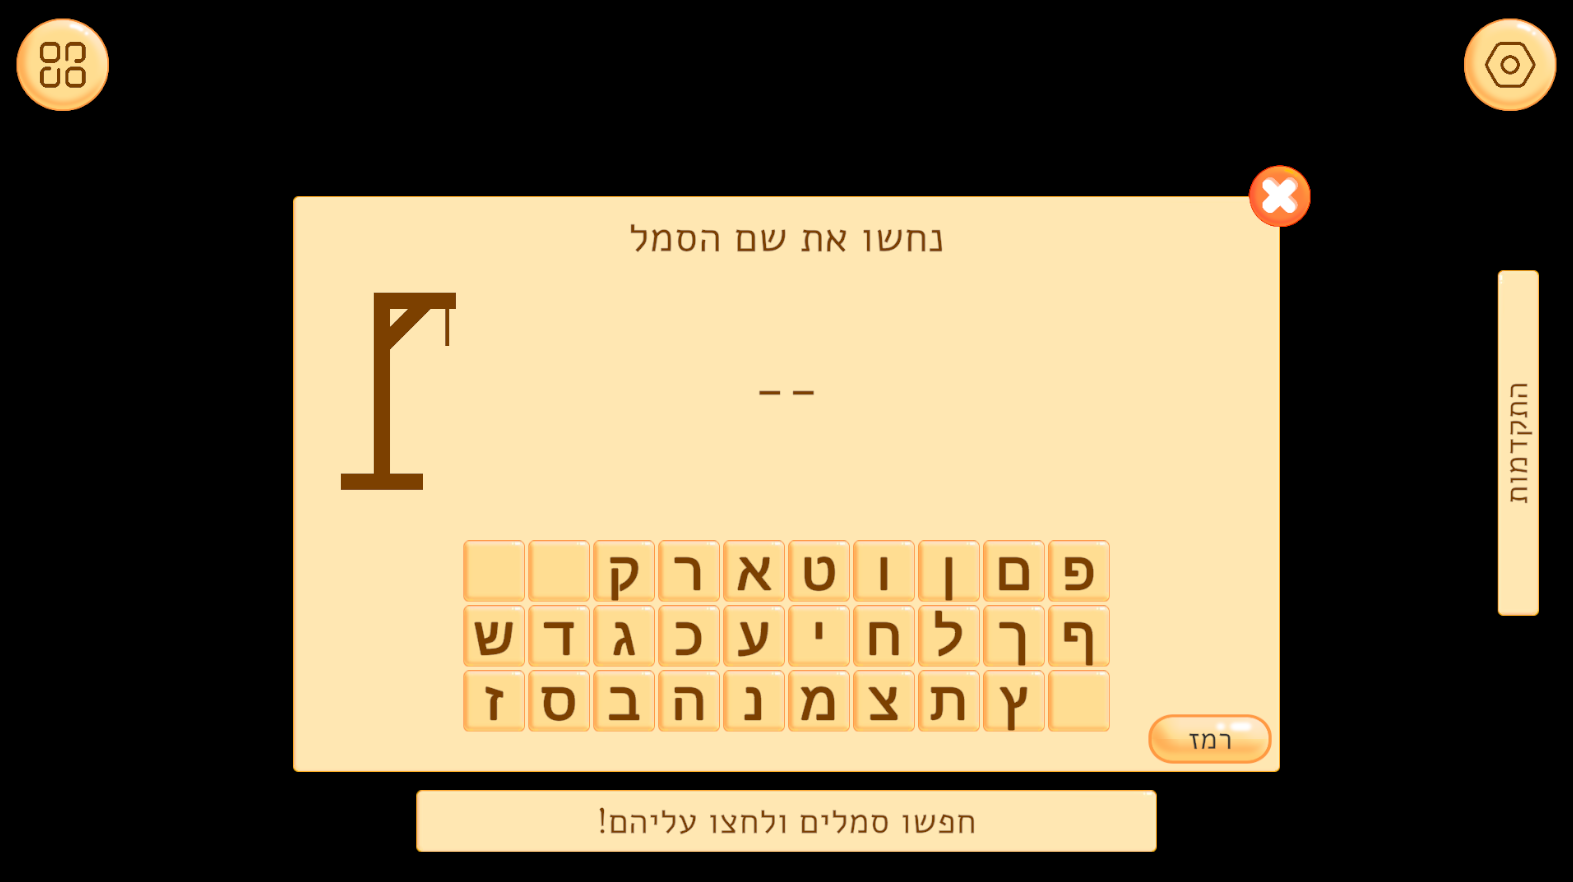 נחשו את שם הסמל
_ _
ק ר א ט ו ן ם פ
ש ד ג כ ע י ח ל ך ף
ז ס ב ה נ מ צ ת ץ
רמז
חפשו סמלים ולחצו עליהם!
התקדמות